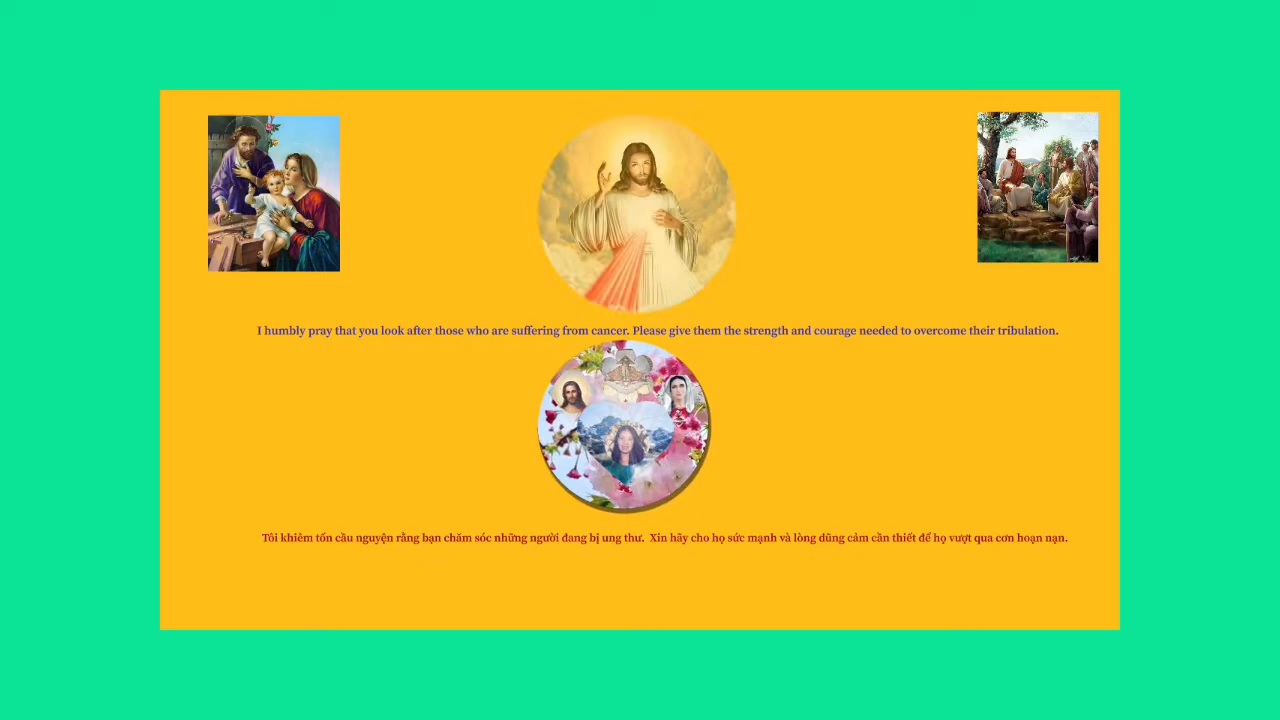 I humbly pray that you look after those who are suffering from cancer. Please give them the strength and courage needed to overcome their tribulation.
Tôi khiêm tốn cầu nguyện rằng bạn chăm sóc những người đang bị ung thư.  Xin hãy cho họ sức mạnh và lòng dũng cảm cần thiết để họ vượt qua cơn hoạn nạn.